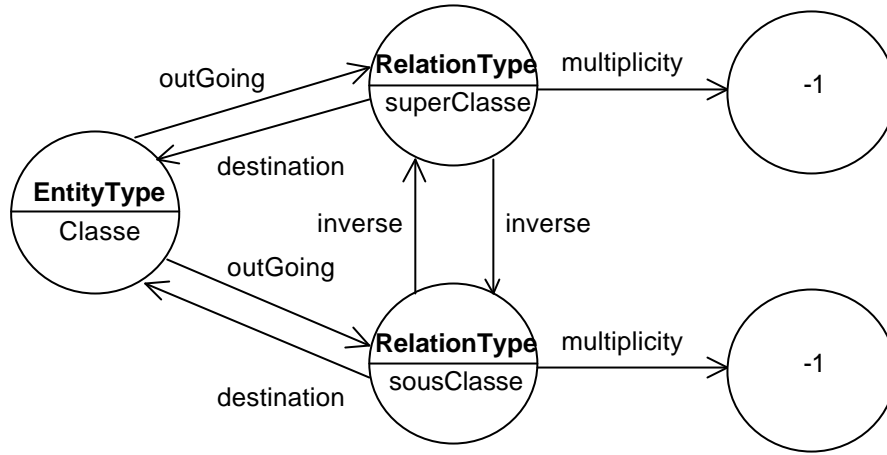 RelationType
superClasse
multiplicity
-1
outGoing
destination
EntityType
Classe
inverse
inverse
outGoing
destination
RelationType
sousClasse
multiplicity
-1